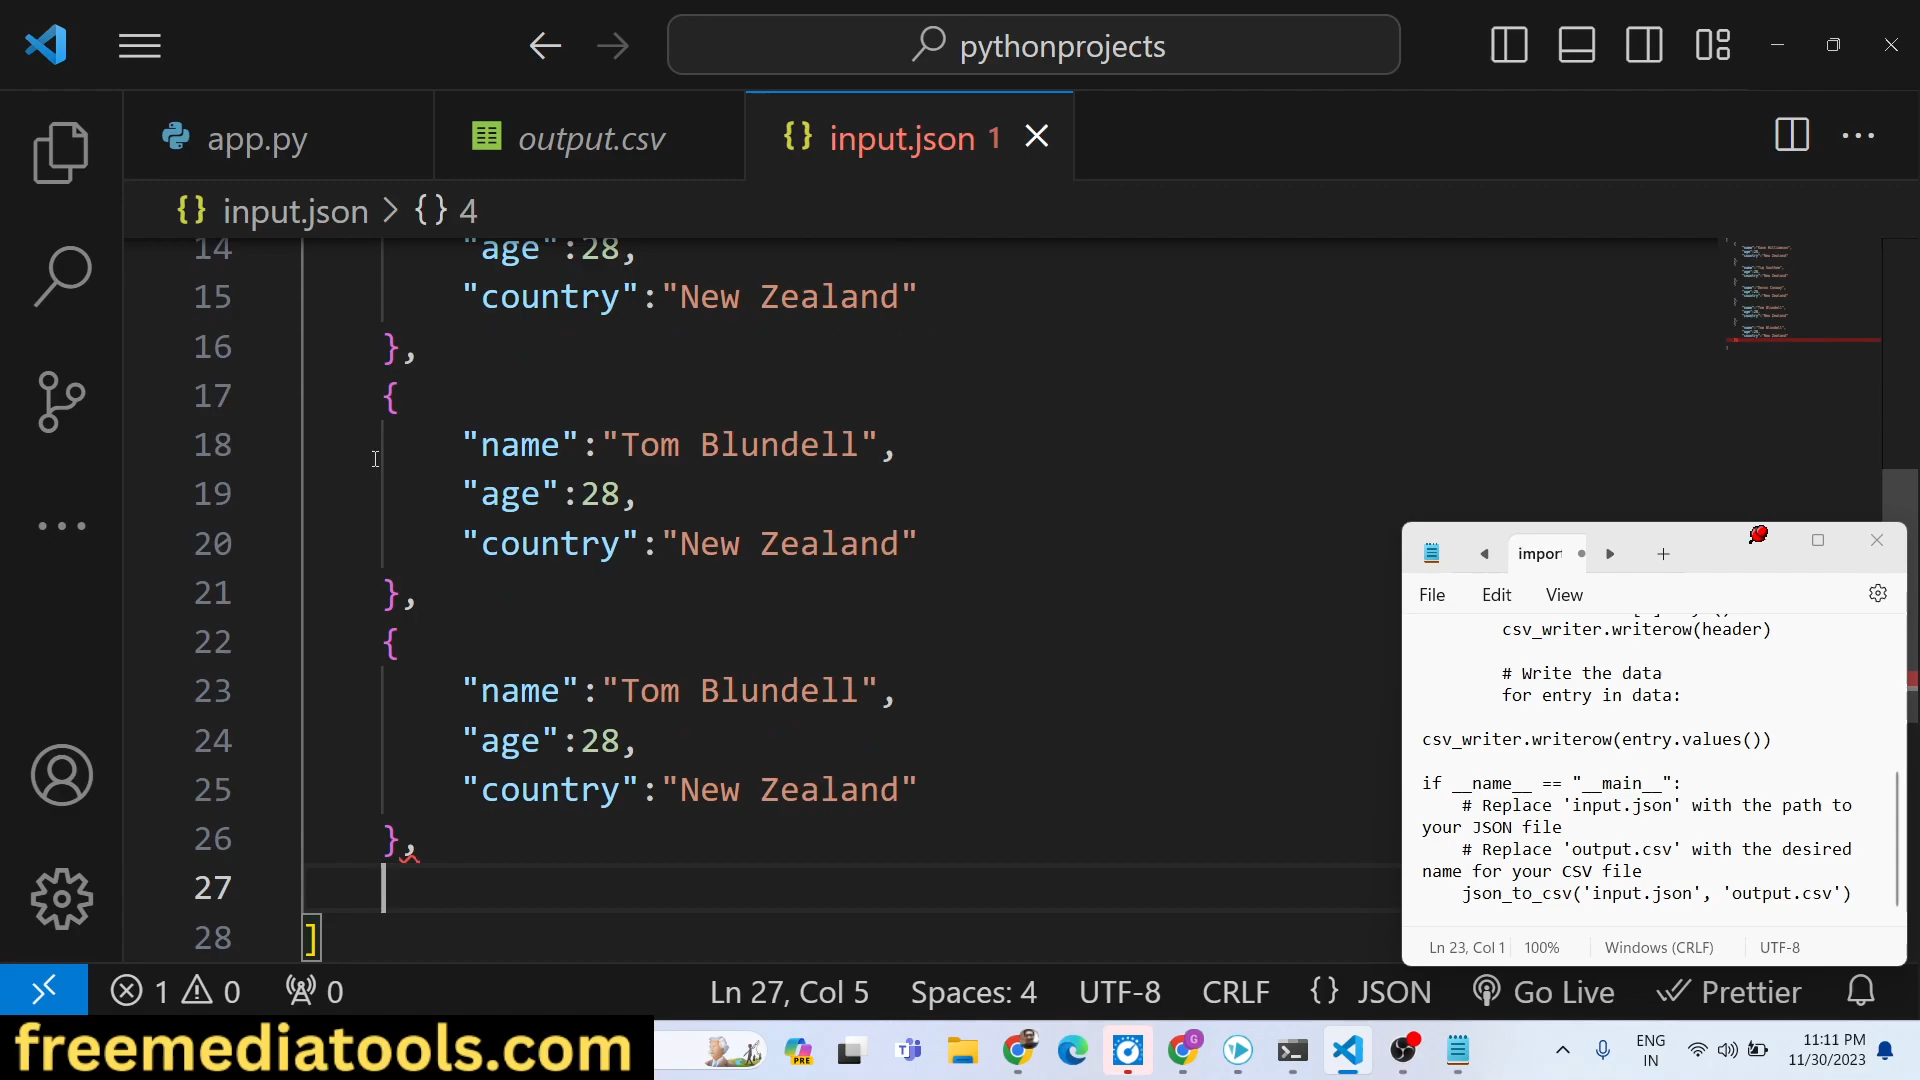 pythonprojects
app.py
output.csv
input.json 1
input.json > {} 4
14 "age":28,
15 "country":"New Zealand"
16 },
17 {
18 "name":"Tom Blundell",
19 "age":28,
20 "country":"New Zealand"
21 },
22 {
23 "name":"Tom Blundell",
24 "age":28,
25 "country":"New Zealand"
26 },
27
28 ]
import
File Edit View
csv_writer.writerow(header)
# Write the data
for entry in data:
csv_writer.writerow(entry.values())
if __name__ == "__main__":
# Replace 'input.json' with the path to
your JSON file
# Replace 'output.csv' with the desired
name for your CSV file
json_to_csv('input.json', 'output.csv')
Ln 23, Col 1 100% Windows (CRLF) UTF-8
1 0 0 Ln 27, Col 5 Spaces: 4 UTF-8 CRLF {} JSON Go Live Prettier
freemediatools.com
PRE
ENG
IN
11:11 PM
11/30/2023